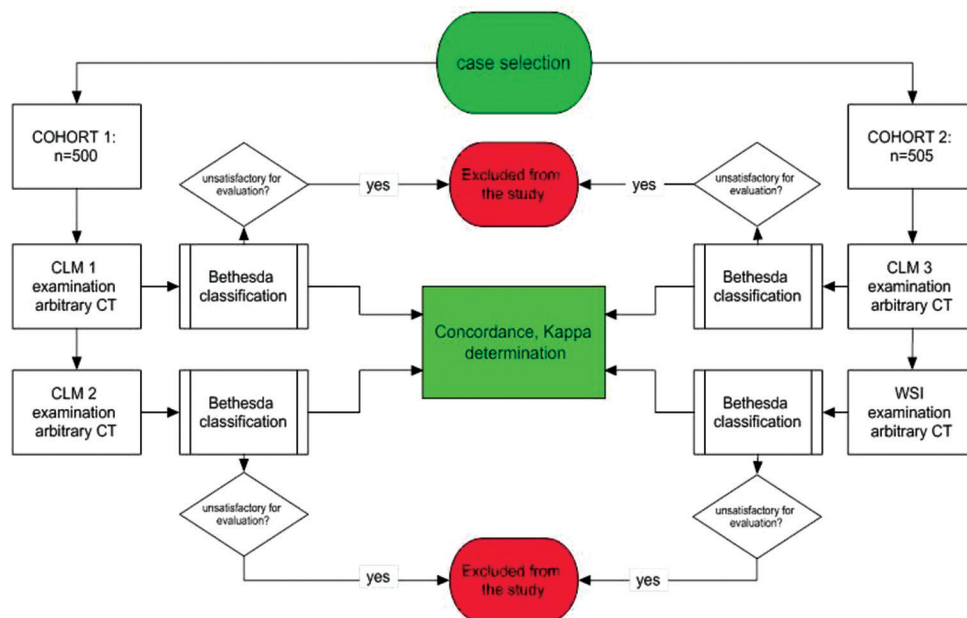 case selection
COHORT 1:
n=500
COHORT 2:
n=505
unsatisfactory for
evaluation?
yes
Excluded from
the study
yes
unsatisfactory for
evaluation?
CLM 1
examination
arbitrary CT
Bethesda
classification
Concordance, Kappa
determination
Bethesda
classification
CLM 3
examination
arbitrary CT
CLM 2
examination
arbitrary CT
Bethesda
classification
Bethesda
classification
WSI
examination
arbitrary CT
unsatisfactory for
evaluation?
unsatisfactory for
evaluation?
yes
Excluded from
the study
yes